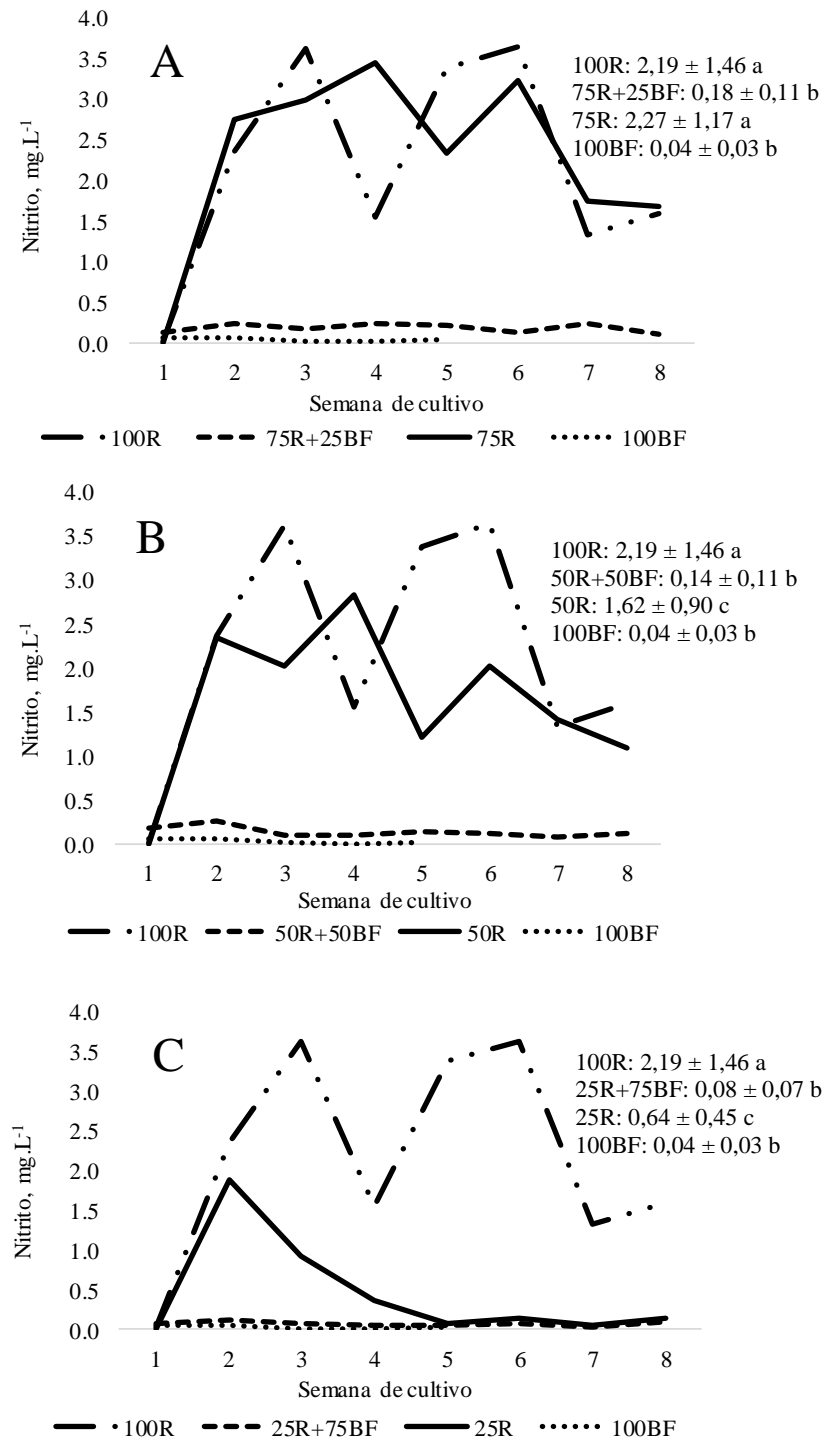 4.0
A
3.5
100R: 2,19 ± 1,46 a
75R+25BF: 0,18 ± 0,11 b
3.0
75R: 2,27 ± 1,17 a
2.5
100BF: 0,04 ± 0,03 b
Nitrito, mg.L-1
2.0
1.5
1.0
0.5
0.0
1 2 3 4 5 6 7 8
Semana de cultivo
100R 75R+25BF 75R 100BF
4.0
B
3.5
100R: 2,19 ± 1,46 a
50R+50BF: 0,14 ± 0,11 b
3.0
50R: 1,62 ± 0,90 c
2.5
100BF: 0,04 ± 0,03 b
Nitrito, mg.L-1
2.0
1.5
1.0
0.5
0.0
1 2 3 4 5 6 7 8
Semana de cultivo
100R 50R+50BF 50R 100BF
4.0
C
3.5
100R: 2,19 ± 1,46 a
25R+75BF: 0,08 ± 0,07 b
3.0
25R: 0,64 ± 0,45 c
2.5
100BF: 0,04 ± 0,03 b
Nitrito, mg.L-1
2.0
1.5
1.0
0.5
0.0
1 2 3 4 5 6 7 8
Semana de cultivo
100R 25R+75BF 25R 100BF